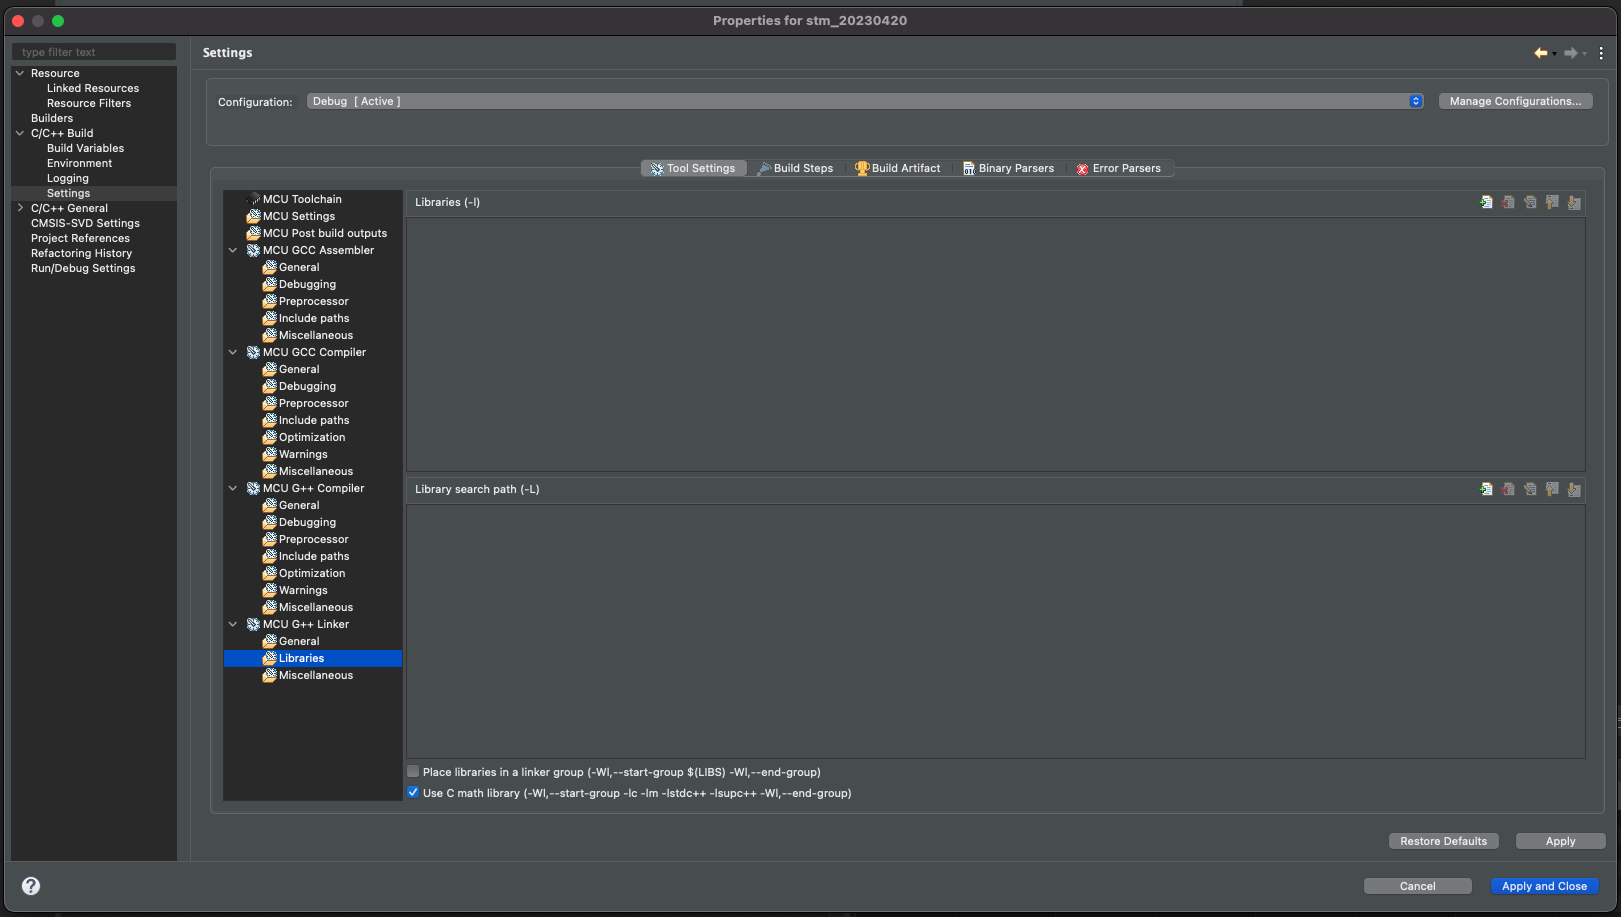 Properties for stm_20230420
type filter text
Resource
Linked Resources
Resource Filters
Builders
C/C++ Build
Build Variables
Environment
Logging
Settings
C/C++ General
CMSIS-SVD Settings
Project References
Refactoring History
Run/Debug Settings
Settings
Configuration:
Debug [ Active ]
Manage Configurations...
Tool Settings
Build Steps
Build Artifact
Binary Parsers
Error Parsers
MCU Toolchain
MCU Settings
MCU Post build outputs
MCU GCC Assembler
General
Debugging
Preprocessor
Include paths
Miscellaneous
MCU GCC Compiler
General
Debugging
Preprocessor
Include paths
Optimization
Warnings
Miscellaneous
MCU G++ Compiler
General
Debugging
Preprocessor
Include paths
Optimization
Warnings
Miscellaneous
MCU G++ Linker
General
Libraries
Miscellaneous
Libraries (-l)
Library search path (-L)
Place libraries in a linker group (-Wl,--start-group $(LIBS) -Wl,--end-group)
Use C math library (-Wl,--start-group -lc -lm -lstdc++ -lsupc++ -Wl,--end-group)
Restore Defaults
Apply
?
Cancel
Apply and Close